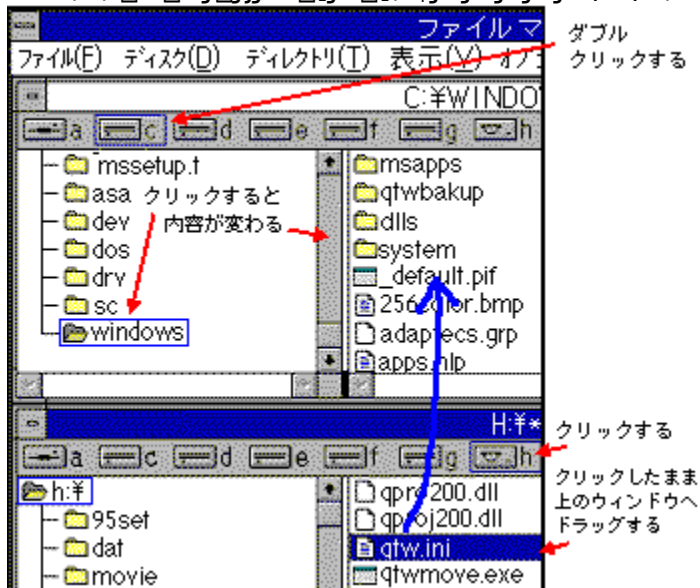 ファイル マ
ダブル
クリックする
ファイル(F) ディスク(D) ディレクトリ(T) 表示(V)
C:¥WINDO
a c d e f g h
mssetup.t
asa
クリックすると
内容が変わる
dev
dos
drv
sc
windows
msapps
qtwbakup
dlls
system
_default.pif
256color.bmp
adaptecs.grp
apps.hlp
H:¥*
クリックする
a c d e f g h
クリックしたまま
上のウィンドウへ
ドラッグする
h:¥
95set
dat
movie
qpro200.dll
qproj200.dll
qtw.ini
qtwmove.exe